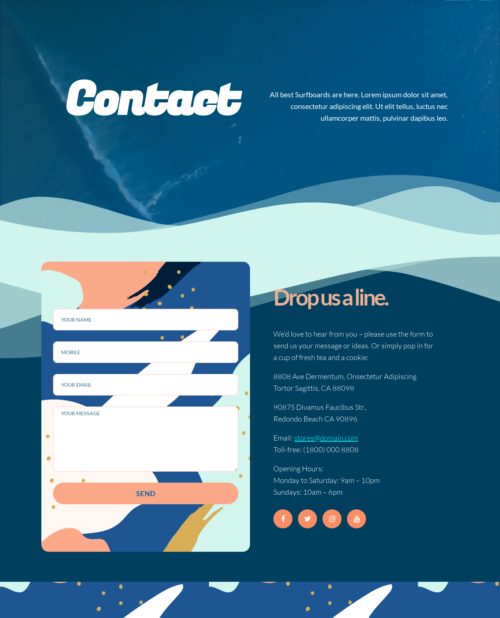 Contact
All best Surfboards are here. Lorem ipsum dolor sit amet,
consectetur adipiscing elit. Ut elit tellus, luctus nec
ullamcorper mattis, pulvinar dapibus leo.
Drop us a line.
We'd love to hear from you – please use the form to
send us your message or ideas. Or simply pop in for
a cup of fresh tea and a cookie:
8808 Ave Dermentum, Onsectetur Adipiscing
Tortor Sagittis, CA 88098
90875 Divamus Faucibus Str.,
Redondo Beach CA 90896
Email: stores@domain.com
Toll-free: (1800) 000 8808
Opening Hours:
Monday to Saturday: 9am – 10pm
Sundays: 10am – 6pm
YOUR NAME
MOBILE
YOUR EMAIL
YOUR MESSAGE
SEND